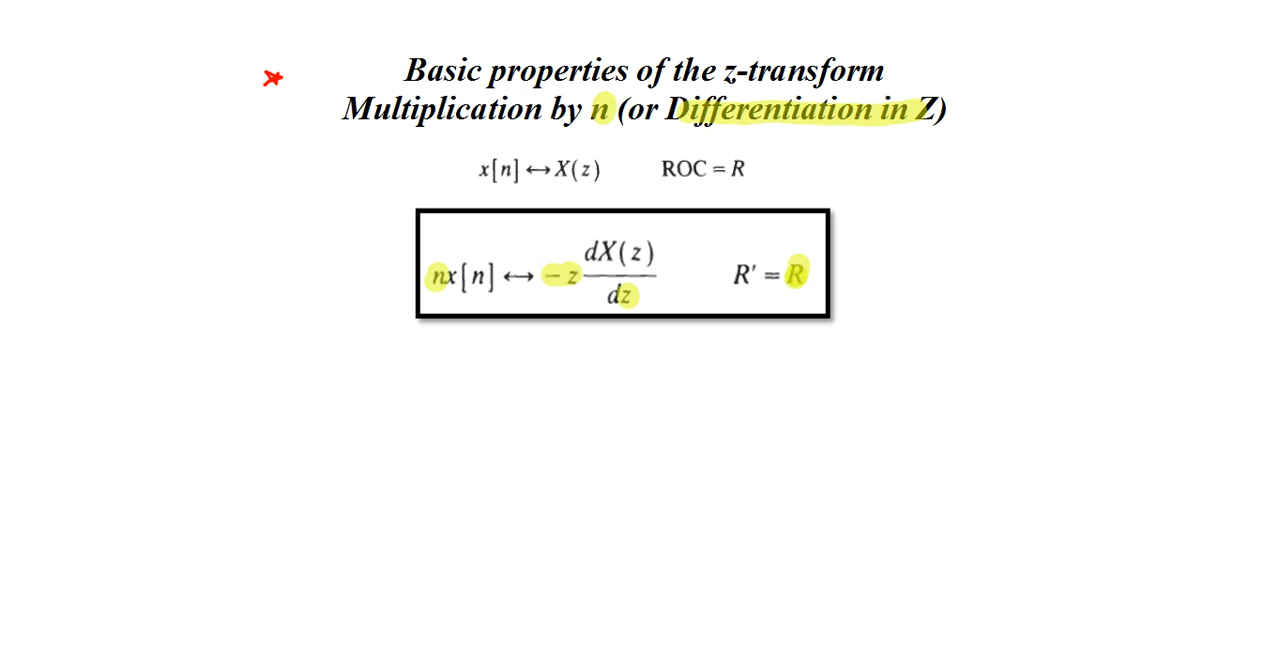 Basic properties of the z-transform
Multiplication by n (or Differentiation in Z)
x[n] ↔ X(z) ROC = R
nx[n] ↔ −z dX(z)/dz R′ = R